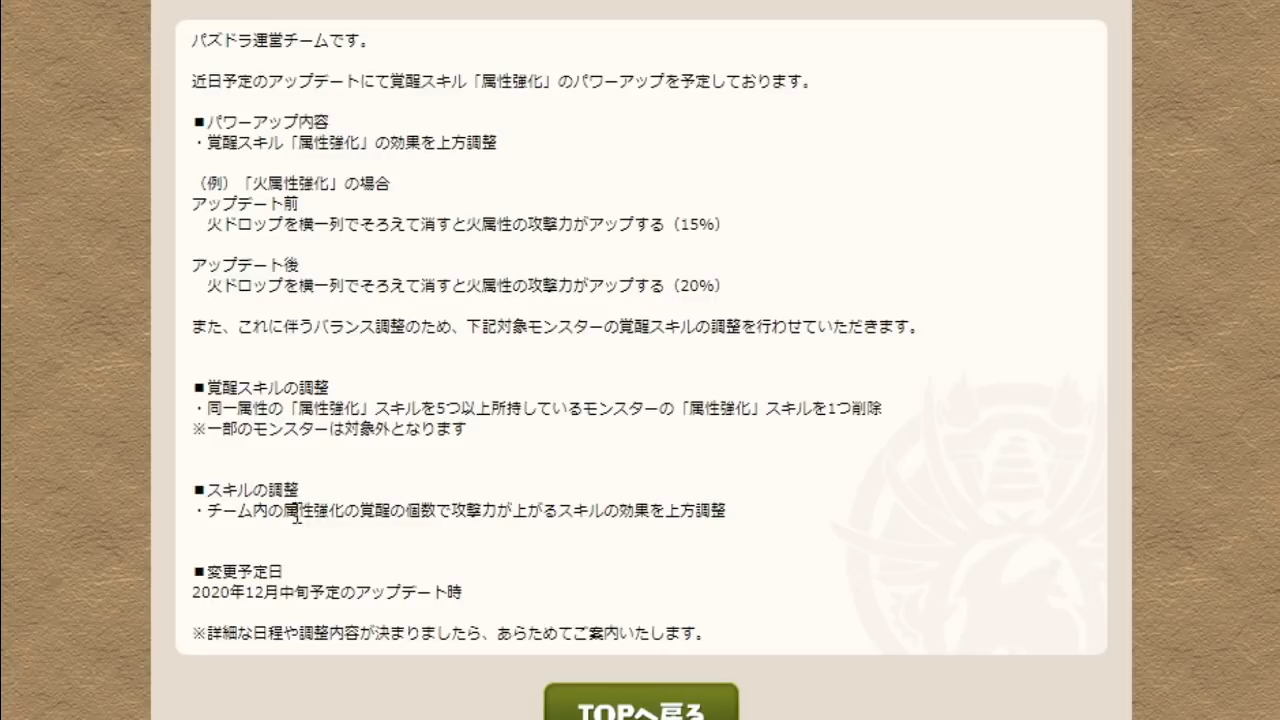 パズドラ運営チームです。
近日予定のアップデートにて覚醒スキル「属性強化」のパワーアップを予定しております。
■パワーアップ内容
・覚醒スキル「属性強化」の効果を上方調整
（例）「火属性強化」の場合
アップデート前
火ドロップを横一列でそろえて消すと火属性の攻撃力がアップする（15%）
アップデート後
火ドロップを横一列でそろえて消すと火属性の攻撃力がアップする（20%）
また、これに伴うバランス調整のため、下記対象モンスターの覚醒スキルの調整を行わせていただきます。
■覚醒スキルの調整
・同一属性の「属性強化」スキルを5つ以上所持しているモンスターの「属性強化」スキルを1つ削除
※一部のモンスターは対象外となります
■スキルの調整
・チーム内の属性強化の覚醒の個数で攻撃力が上がるスキルの効果を上方調整
■変更予定日
2020年12月中旬予定のアップデート時
※詳細な日程や調整内容が決まりましたら、あらためてご案内いたします。
TOPへ戻る